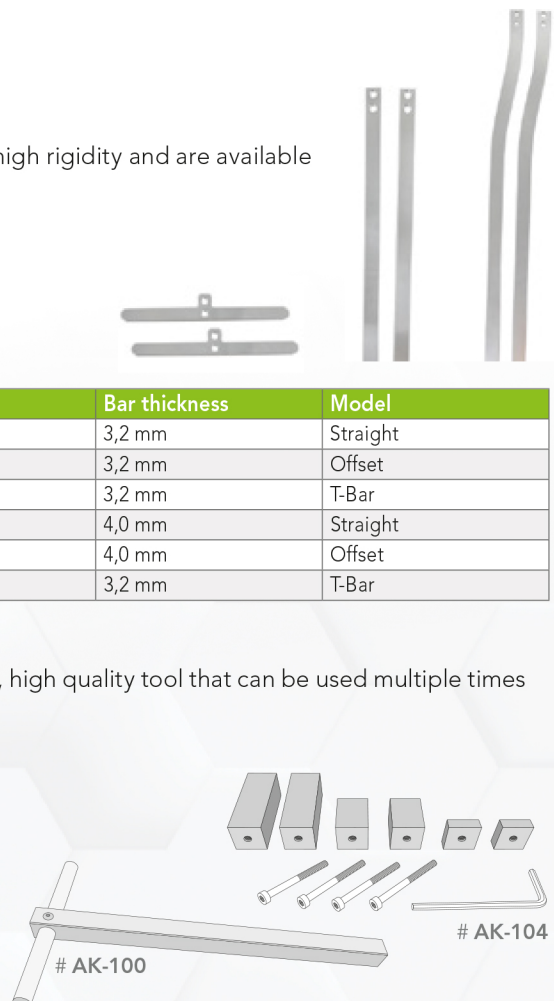 high rigidity and are available
Bar thickness Model
3,2 mm Straight
3,2 mm Offset
3,2 mm T-Bar
4,0 mm Straight
4,0 mm Offset
3,2 mm T-Bar
, high quality tool that can be used multiple times
# AK-104
# AK-100